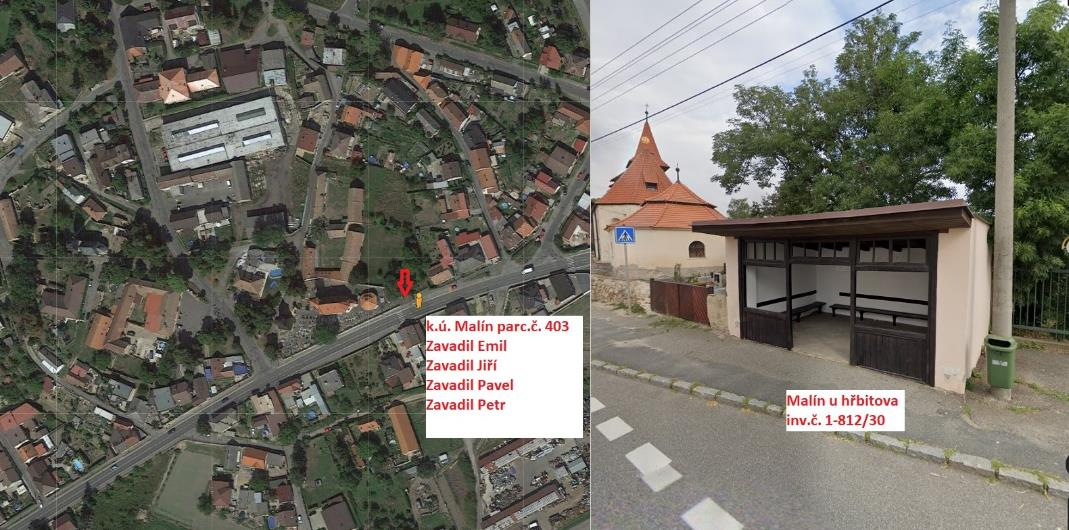 k.ú. Malín parc.č. 403
Zavadil Emil
Zavadil Jiří
Zavadil Pavel
Zavadil Petr
Malín u hřbitova
inv.č. 1-812/30